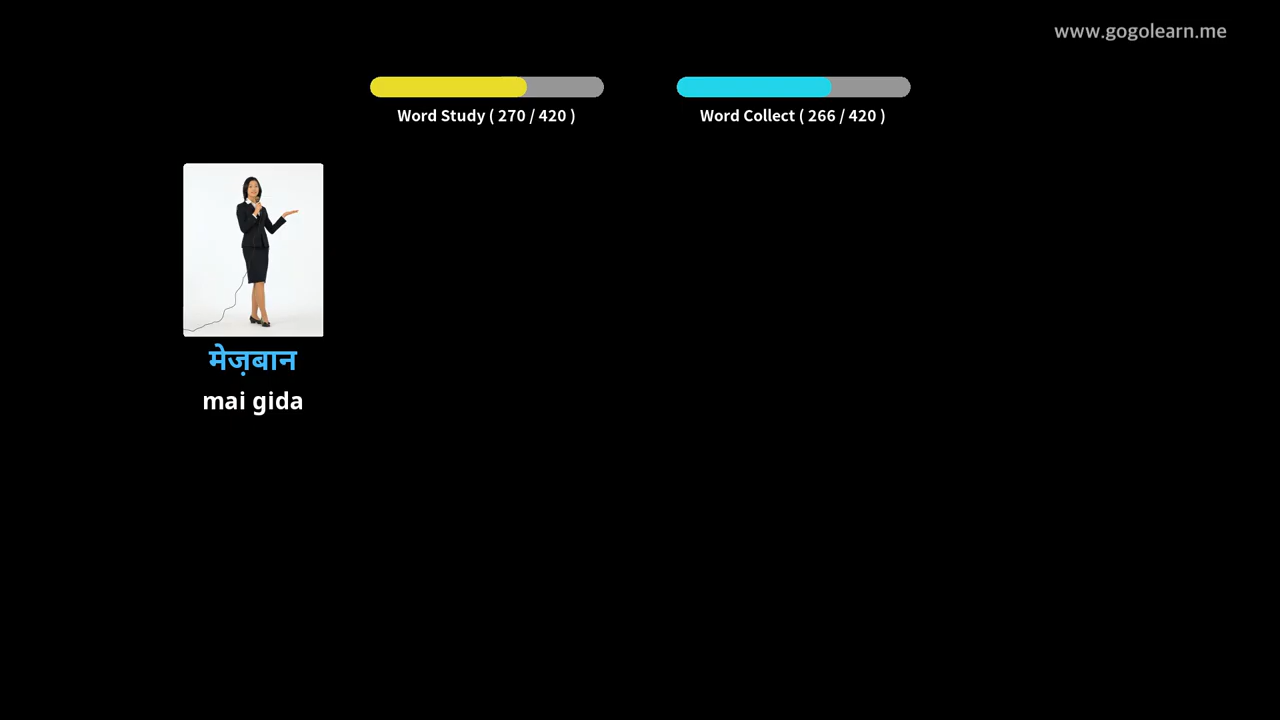 www.gogolearn.me
Word Study ( 270 / 420 )
Word Collect ( 266 / 420 )
मेज़बान
mai gida